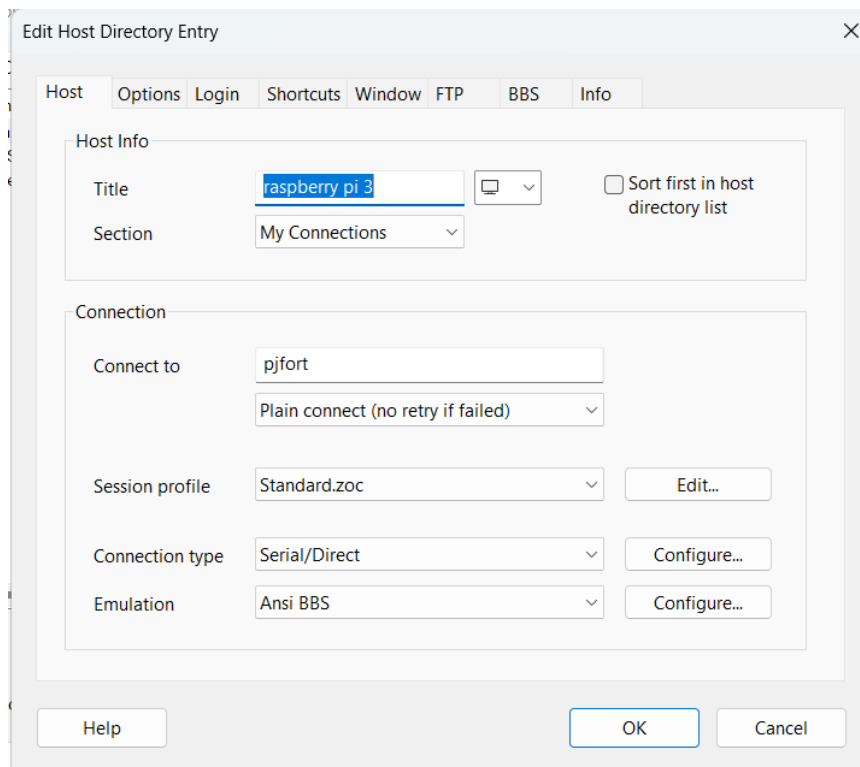 Edit Host Directory Entry
Host Options Login Shortcuts Window FTP BBS Info
Host Info
Title raspberry pi 3 Sort first in host
directory list
Section My Connections
Connection
Connect to pjfort
Plain connect (no retry if failed)
Session profile Standard.zoc Edit...
Connection type Serial/Direct Configure...
Emulation Ansi BBS Configure...
Help OK Cancel